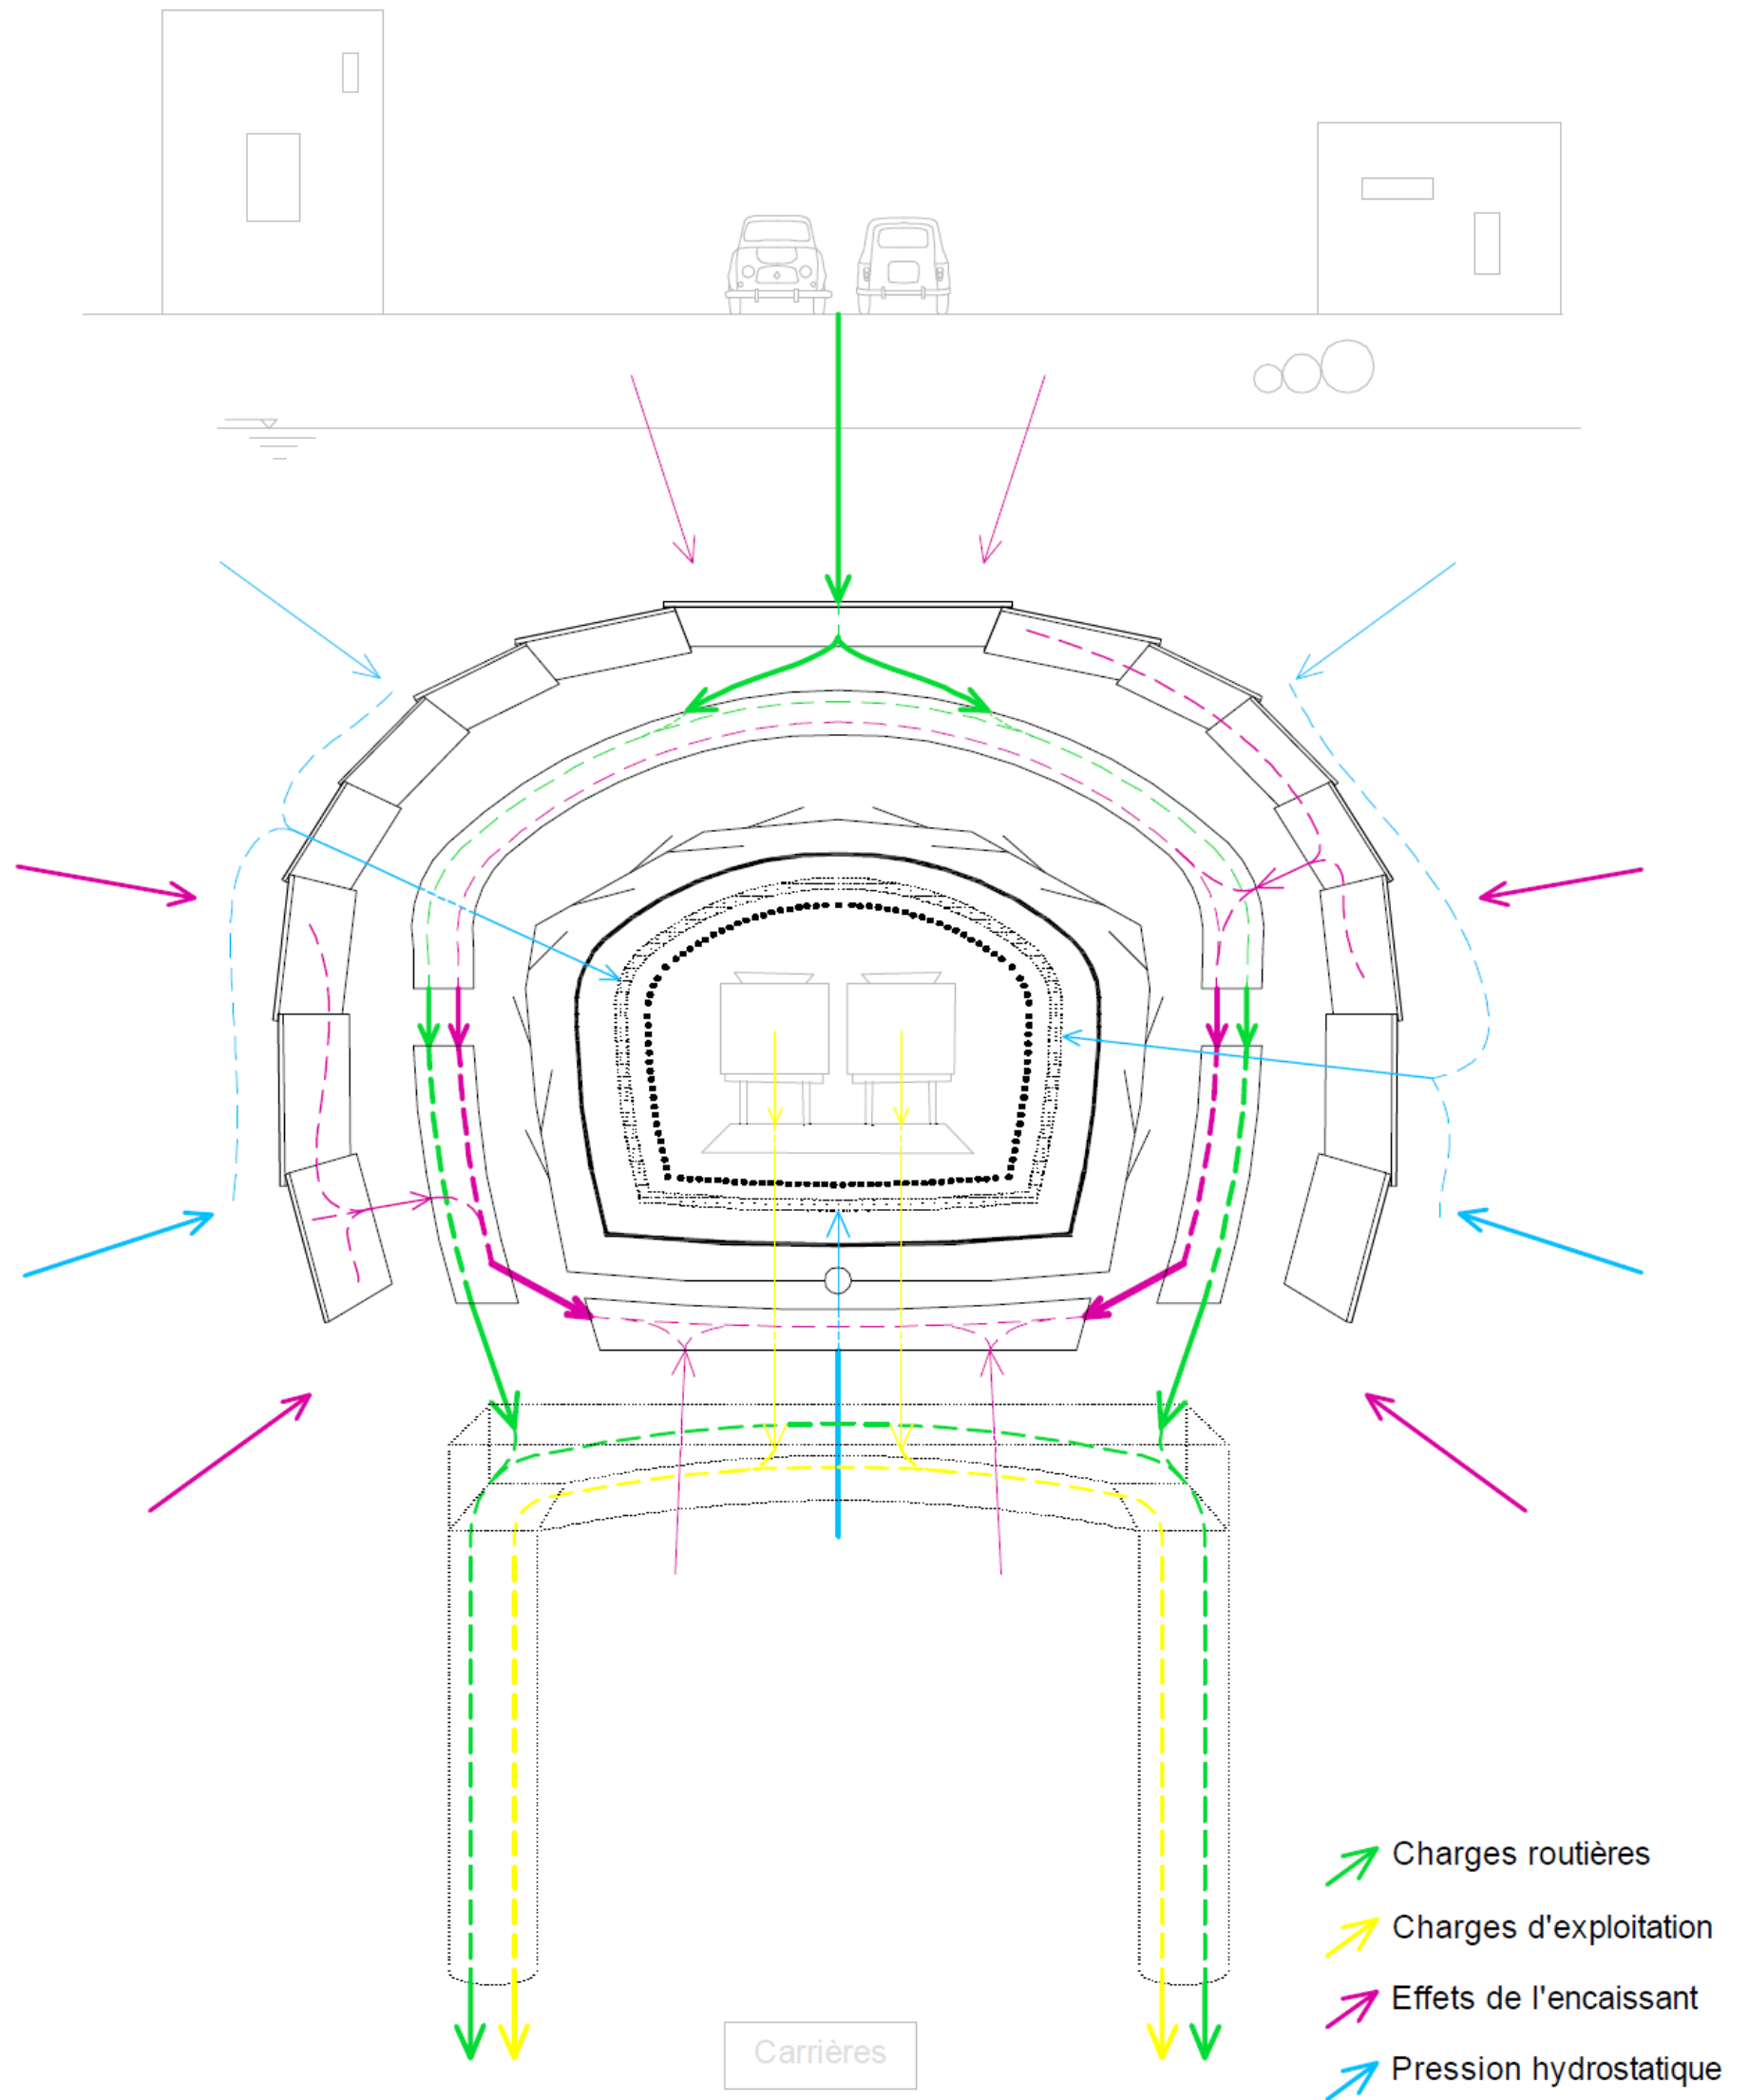 Charges routières
Charges d'exploitation
Effets de l'encaissant
Carrières
Pression hydrostatique